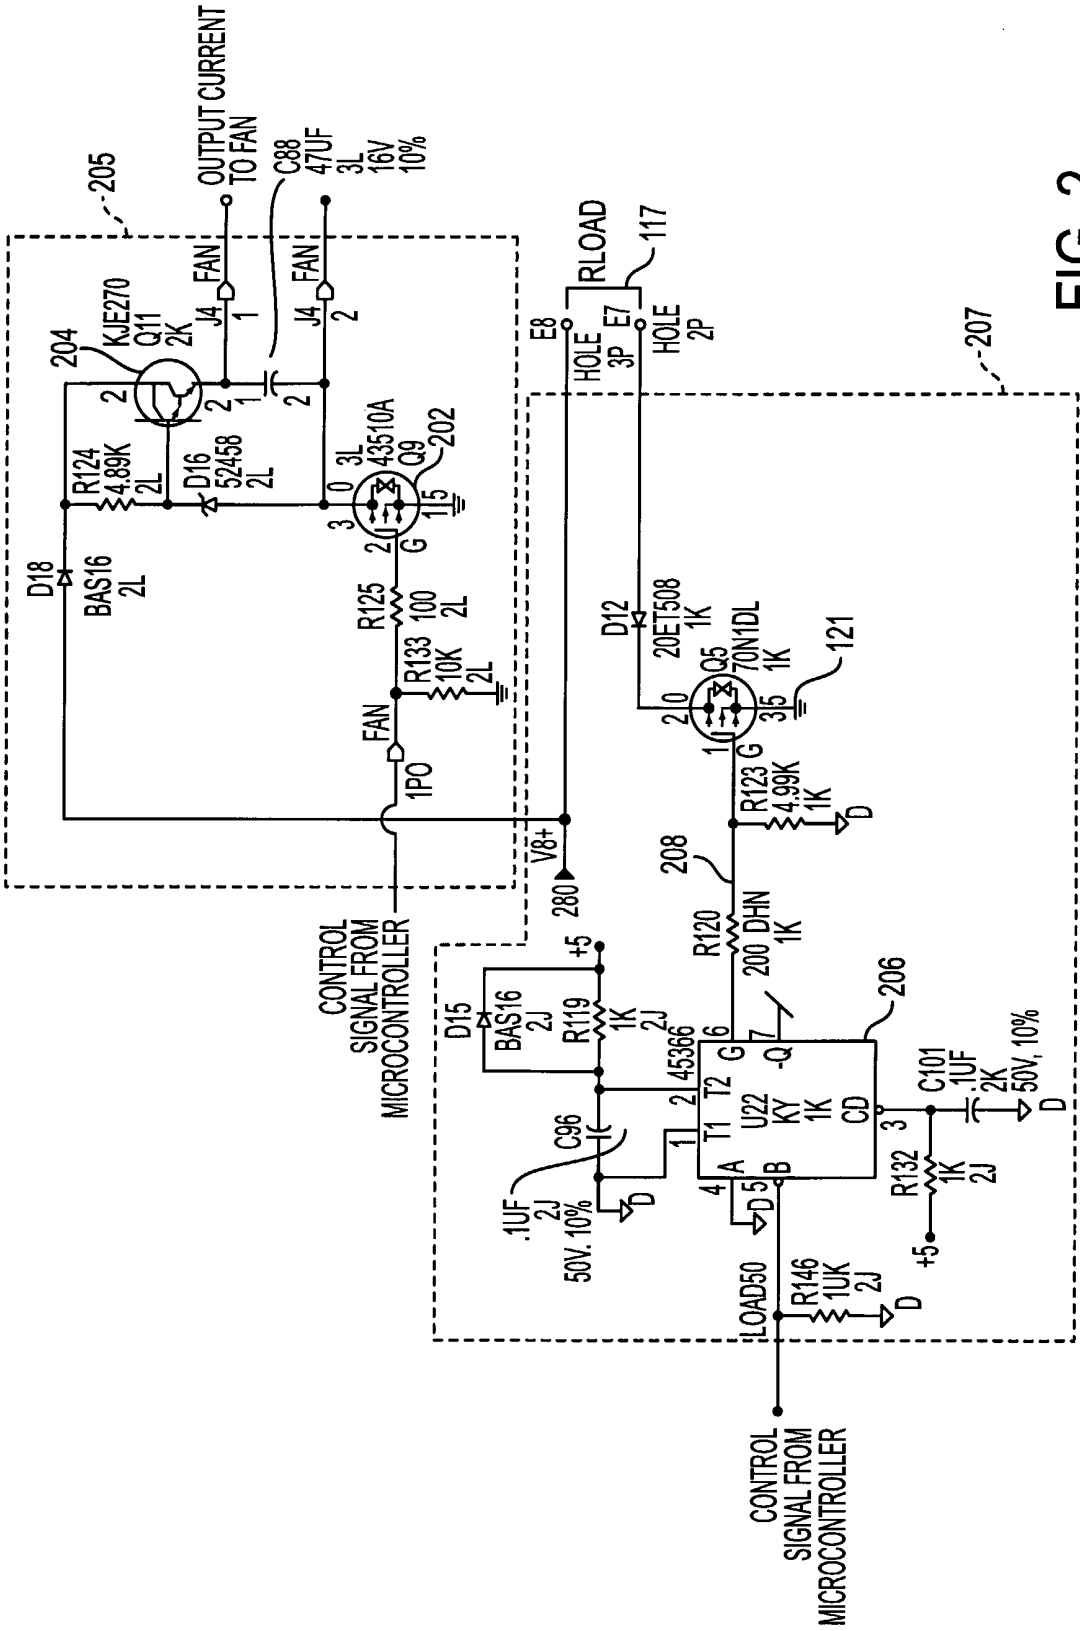 205
OUTPUT CURRENT
TO FAN
C88
47UF
3L
16V
10%
204
KJE270
Q11
2K
2
2
1
2
FAN
J4
1
FAN
J4
2
D18
BAS16
2L
R124
4.89K
2L
D16
52458
2L
3L
43510A
Q9
202
0
3
2
G
15
R125
100
2L
R133
10K
2L
FAN
1PO
CONTROL
SIGNAL FROM
MICROCONTROLLER
V8+
280
RLOAD
117
E8
HOLE
3P
E7
HOLE
2P
207
D12
20ET508
1K
Q5
70N1DL
1K
2
0
1
G
35
121
R123
4.99K
1K
D
208
R120
200 DHN
1K
+5
D15
BAS16
2J
R119
1K
2J
C96
.1UF
2J
50V. 10%
D
45366
2
1
T1
T2
U22
KY
1K
G
6
-Q
7
206
A
4
B
5
D
CD
3
C101
.1UF
2K
50V, 10%
D
R132
1K
2J
+5
LOAD50
R146
1UK
2J
D
CONTROL
SIGNAL FROM
MICROCONTROLLER
FIG. 2